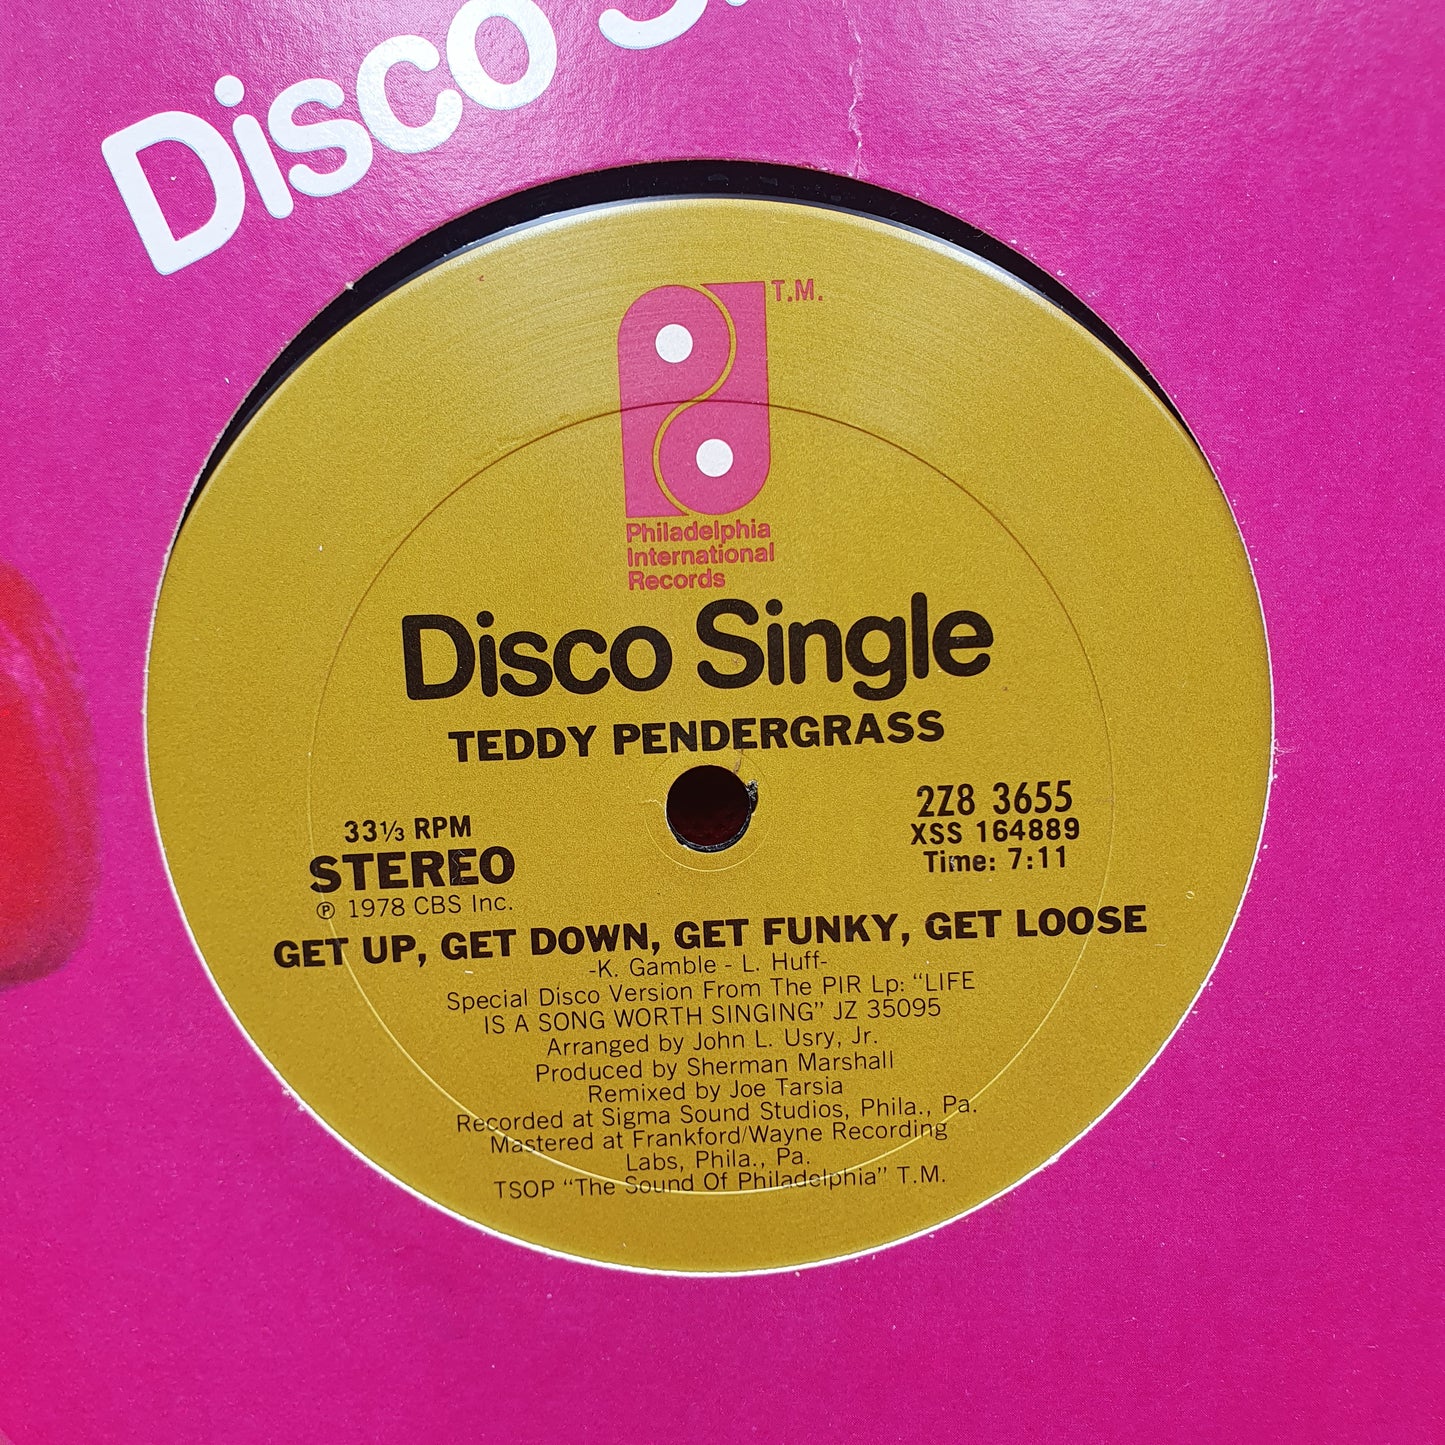 Disco
T.M.
Philadelphia
International
Records
Disco Single
TEDDY PENDERGRASS
33⅓ RPM
STEREO
℗ 1978 CBS Inc.
2Z8 3655
XSS 164889
Time: 7:11
GET UP, GET DOWN, GET FUNKY, GET LOOSE
-K. Gamble - L. Huff-
Special Disco Version From The PIR Lp: "LIFE
IS A SONG WORTH SINGING" JZ 35095
Arranged by John L. Usry, Jr.
Produced by Sherman Marshall
Remixed by Joe Tarsia
Recorded at Sigma Sound Studios, Phila., Pa.
Mastered at Frankford/Wayne Recording
Labs, Phila., Pa.
TSOP "The Sound Of Philadelphia" T.M.